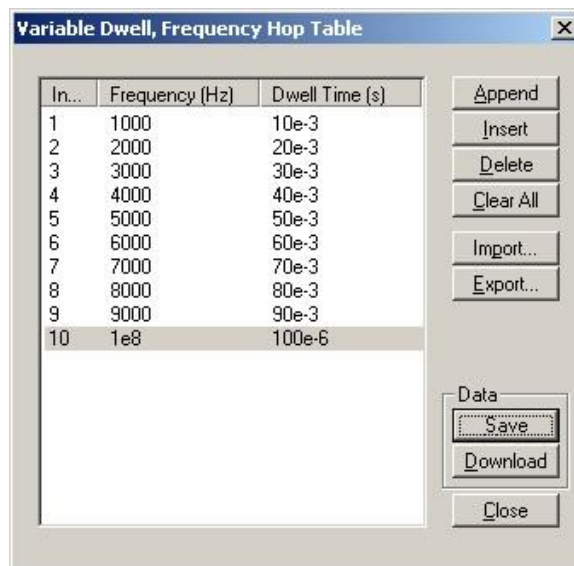 Variable Dwell, Frequency Hop Table
In... Frequency (Hz) Dwell Time (s)
1 1000 10e-3
2 2000 20e-3
3 3000 30e-3
4 4000 40e-3
5 5000 50e-3
6 6000 60e-3
7 7000 70e-3
8 8000 80e-3
9 9000 90e-3
10 1e8 100e-6
Append
Insert
Delete
Clear All
Import...
Export...
Data
Save
Download
Close